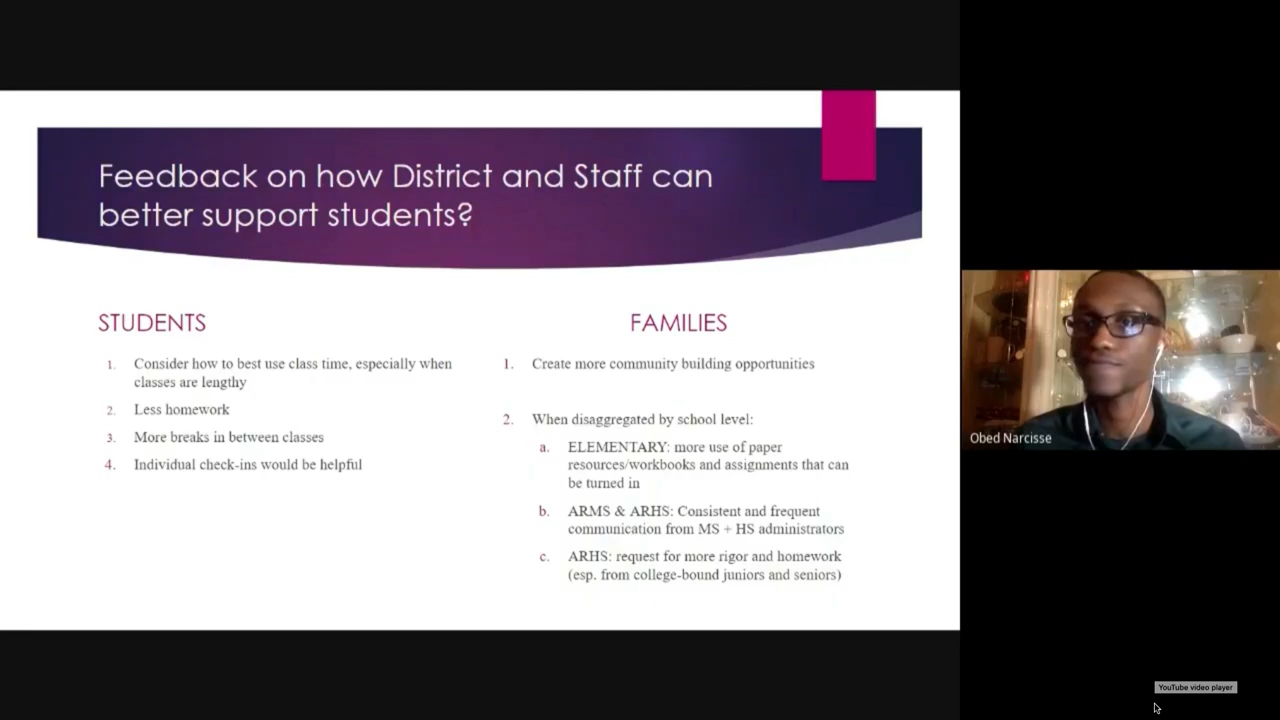 Feedback on how District and Staff can
better support students?
STUDENTS
1. Consider how to best use class time, especially when
classes are lengthy
2. Less homework
3. More breaks in between classes
4. Individual check-ins would be helpful
FAMILIES
1. Create more community building opportunities
2. When disaggregated by school level:
a. ELEMENTARY: more use of paper
resources/workbooks and assignments that can
be turned in
b. ARMS & ARHS: Consistent and frequent
communication from MS + HS administrators
c. ARHS: request for more rigor and homework
(esp. from college-bound juniors and seniors)
Obed Narcisse
YouTube video player